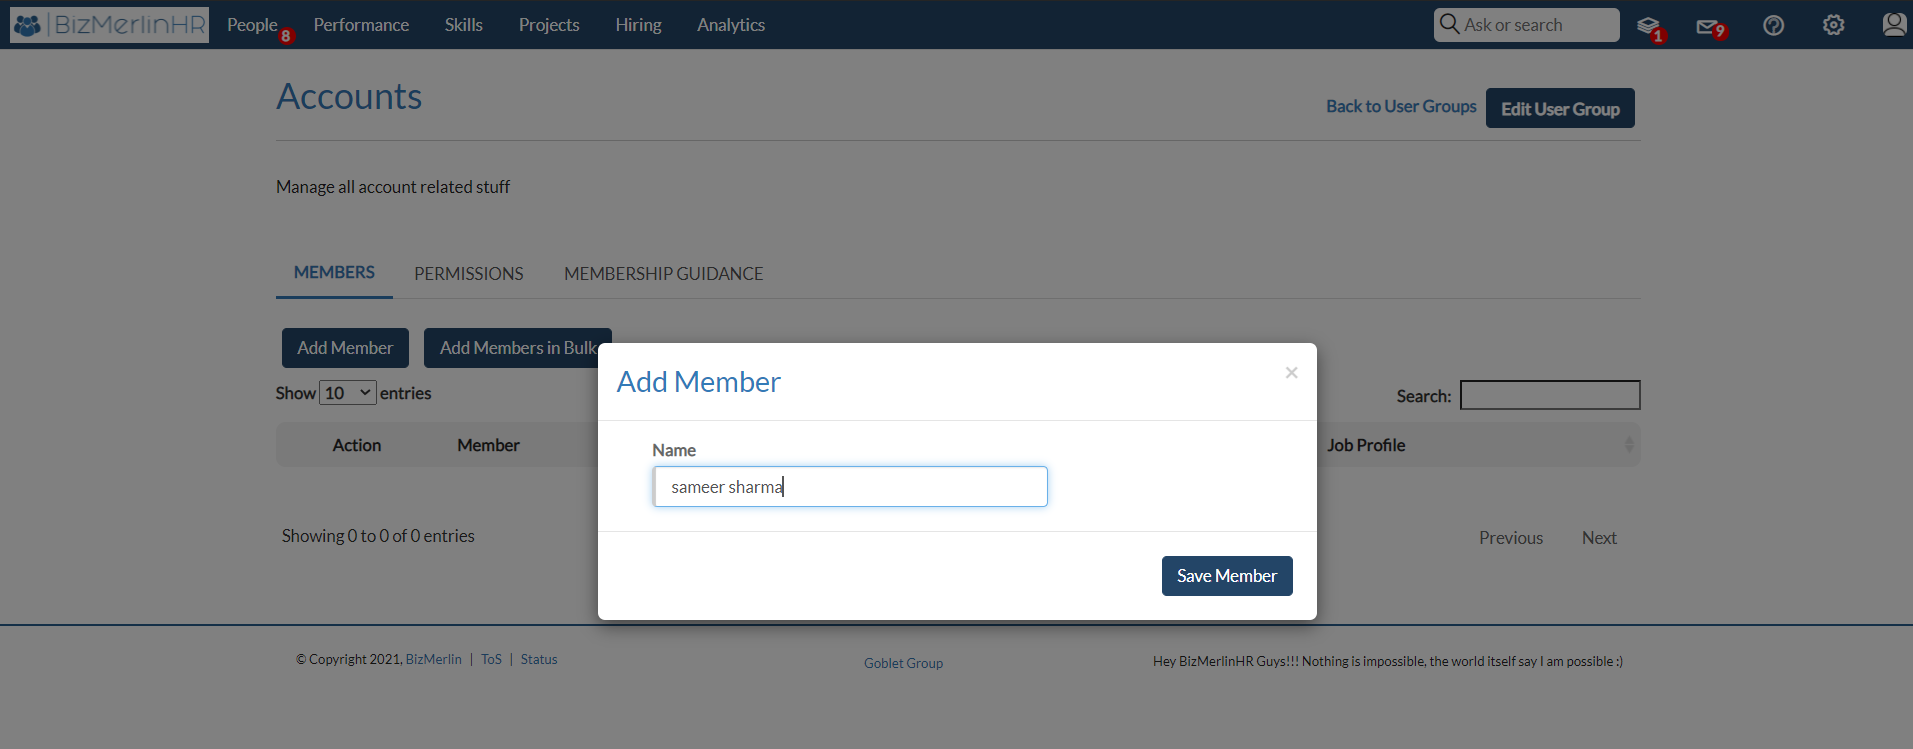 BizMerlinHR People 8 Performance Skills Projects Hiring Analytics Ask or search 1 9
Accounts
Back to User Groups Edit User Group
Manage all account related stuff
MEMBERS PERMISSIONS MEMBERSHIP GUIDANCE
Add Member Add Members in Bulk
Add Member ×
Show 10 entries Search:
Action Member Job Profile
Name
sameer sharma
Showing 0 to 0 of 0 entries Previous Next
Save Member
© Copyright 2021, BizMerlin | ToS | Status Goblet Group Hey BizMerlinHR Guys!!! Nothing is impossible, the world itself say I am possible :)